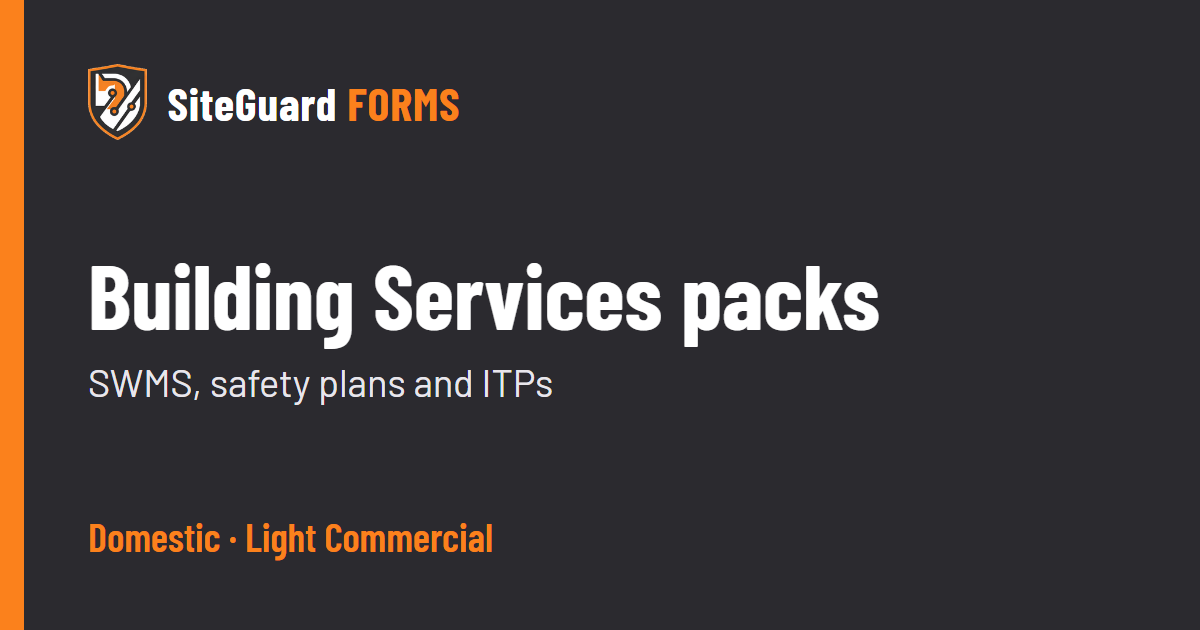 SiteGuard FORMS
Building Services packs
SWMS, safety plans and ITPs
Domestic · Light Commercial